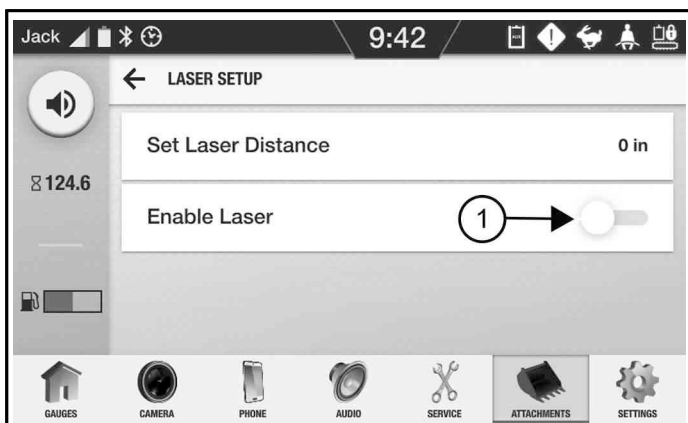 Jack 9:42
LASER SETUP
Set Laser Distance 0 in
124.6
Enable Laser 1
GAUGES CAMERA PHONE AUDIO SERVICE ATTACHMENTS SETTINGS